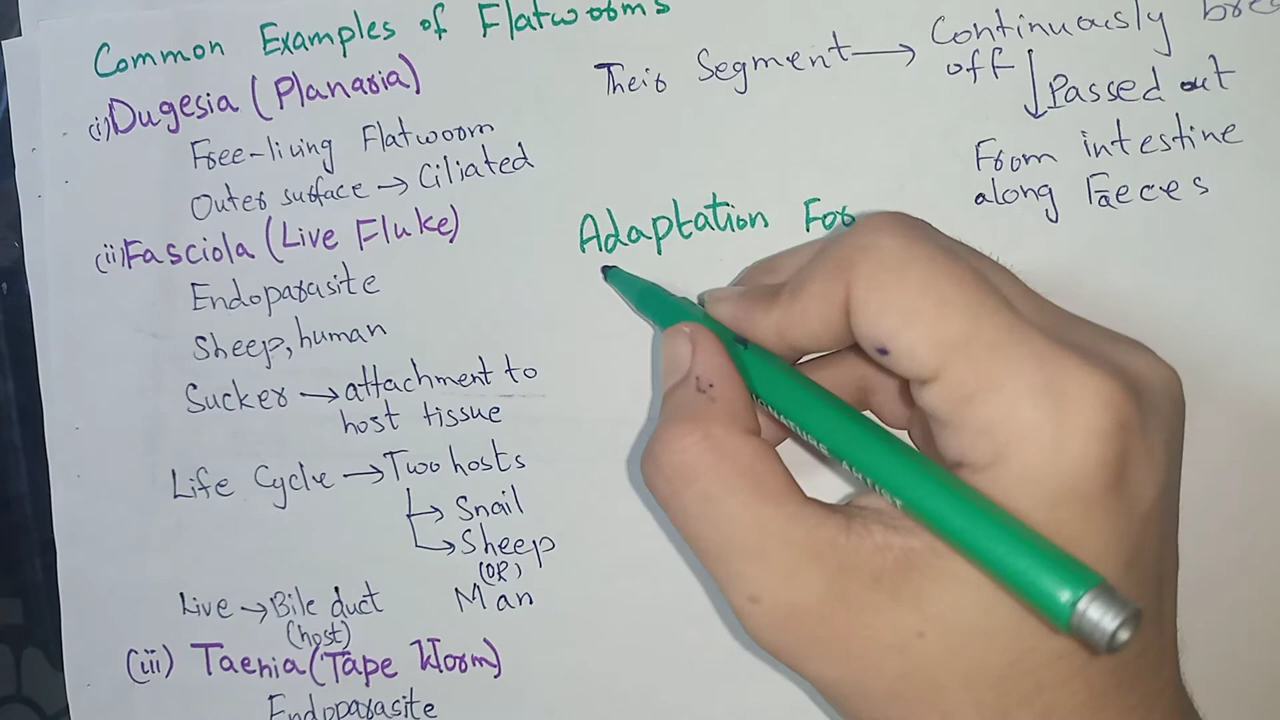 Common Examples of Flatworms
(i) Dugesia (Planaria)
Free-living Flatworm
Outer surface → Ciliated
(ii) Fasciola (Live Fluke)
Endoparasite
Sheep, human
Sucker → attachment to
host tissue
Life Cycle → Two hosts
→ Snail
→ Sheep
(OR)
Man
Live → Bile duct
(host)
(iii) Taenia (Tape Worm)
Endoparasite
Their Segment → Continuously
off ↓ Passed out
From intestine
along Faeces
Adaptation For